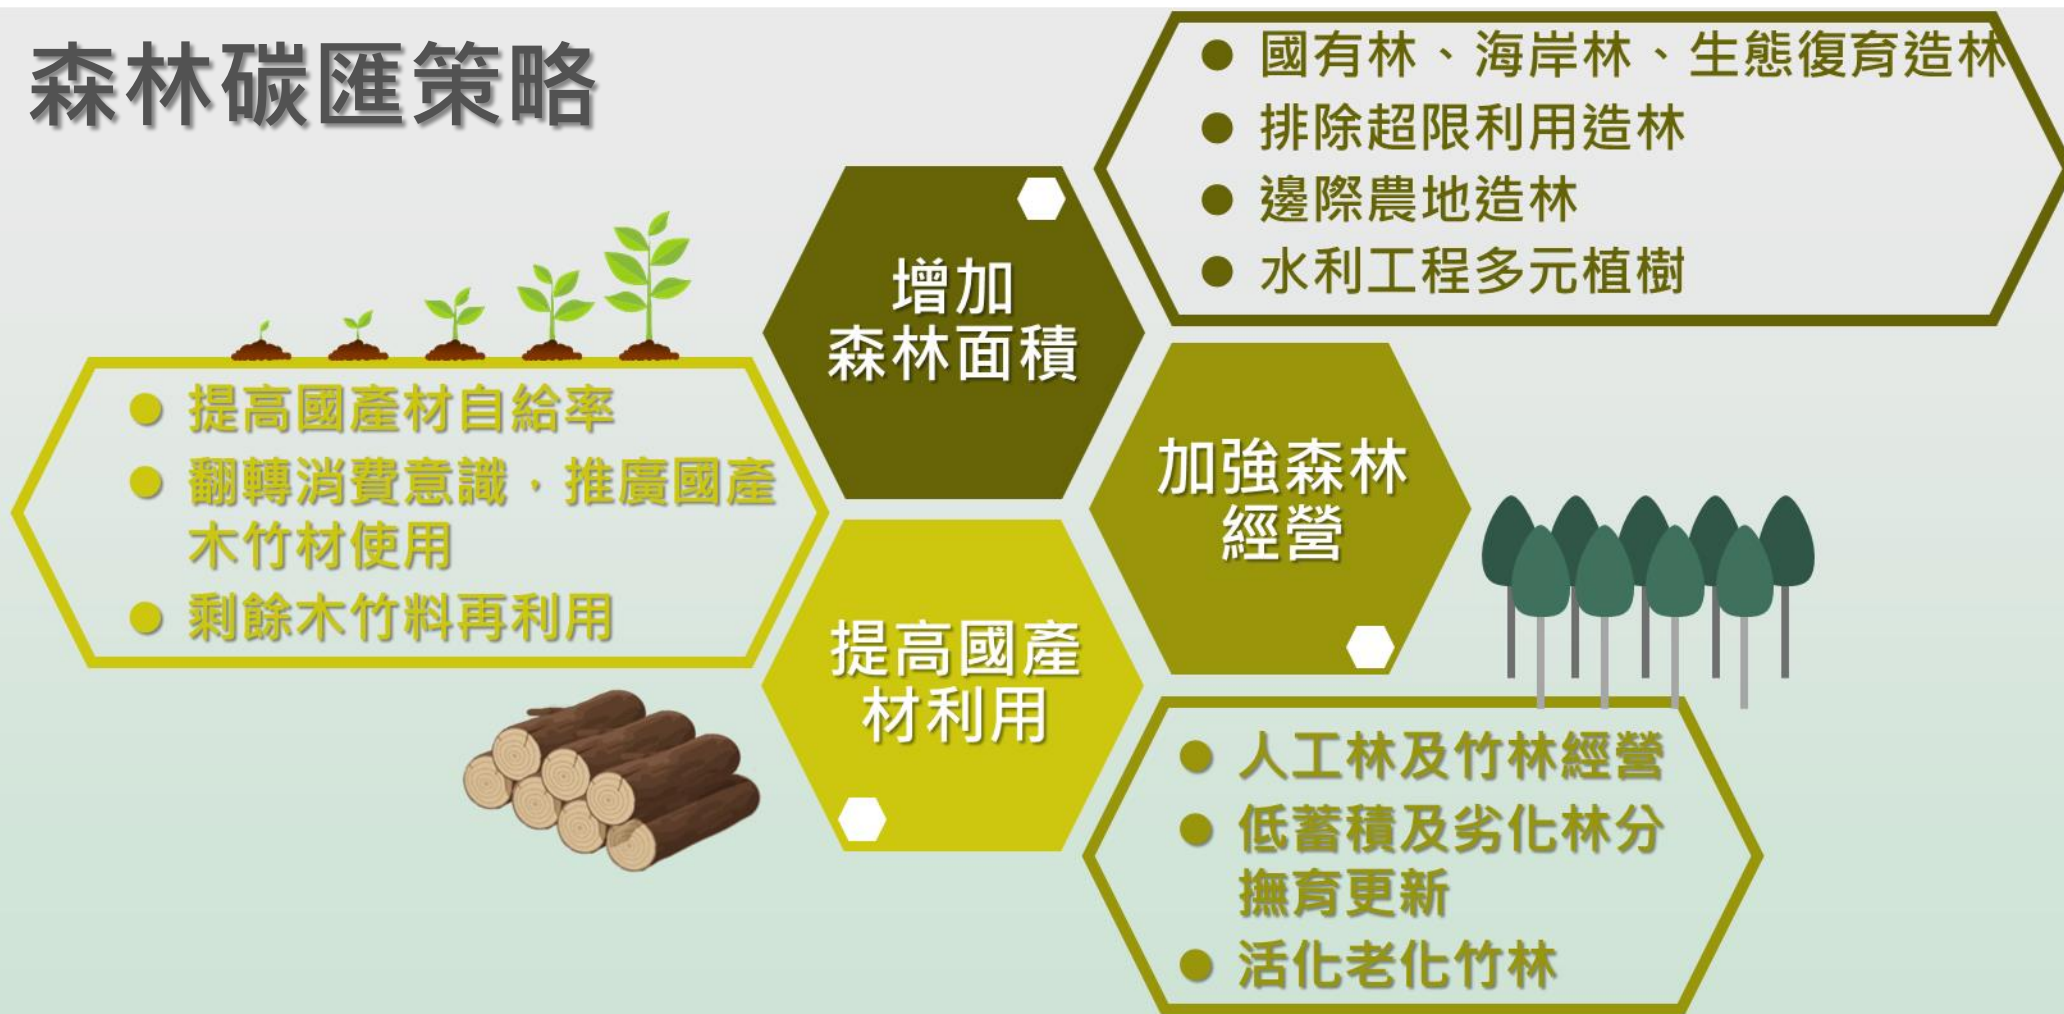 森林碳匯策略
● 國有林、海岸林、生態復育造林
● 排除超限利用造林
● 邊際農地造林
● 水利工程多元植樹
增加
森林面積
加強森林
經營
● 人工林及竹林經營
● 低蓄積及劣化林分
撫育更新
● 活化老化竹林
提高國產
材利用
● 提高國產材自給率
● 翻轉消費意識，推廣國產
木竹材使用
● 剩餘木竹料再利用